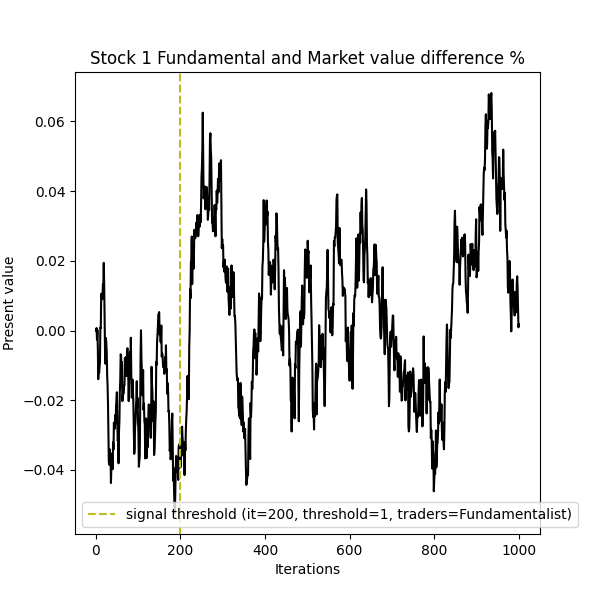 Stock 1 Fundamental and Market value difference %
Present value
0.06
0.04
0.02
0.00
−0.02
−0.04
signal threshold (it=200, threshold=1, traders=Fundamentalist)
0 200 400 600 800 1000
Iterations